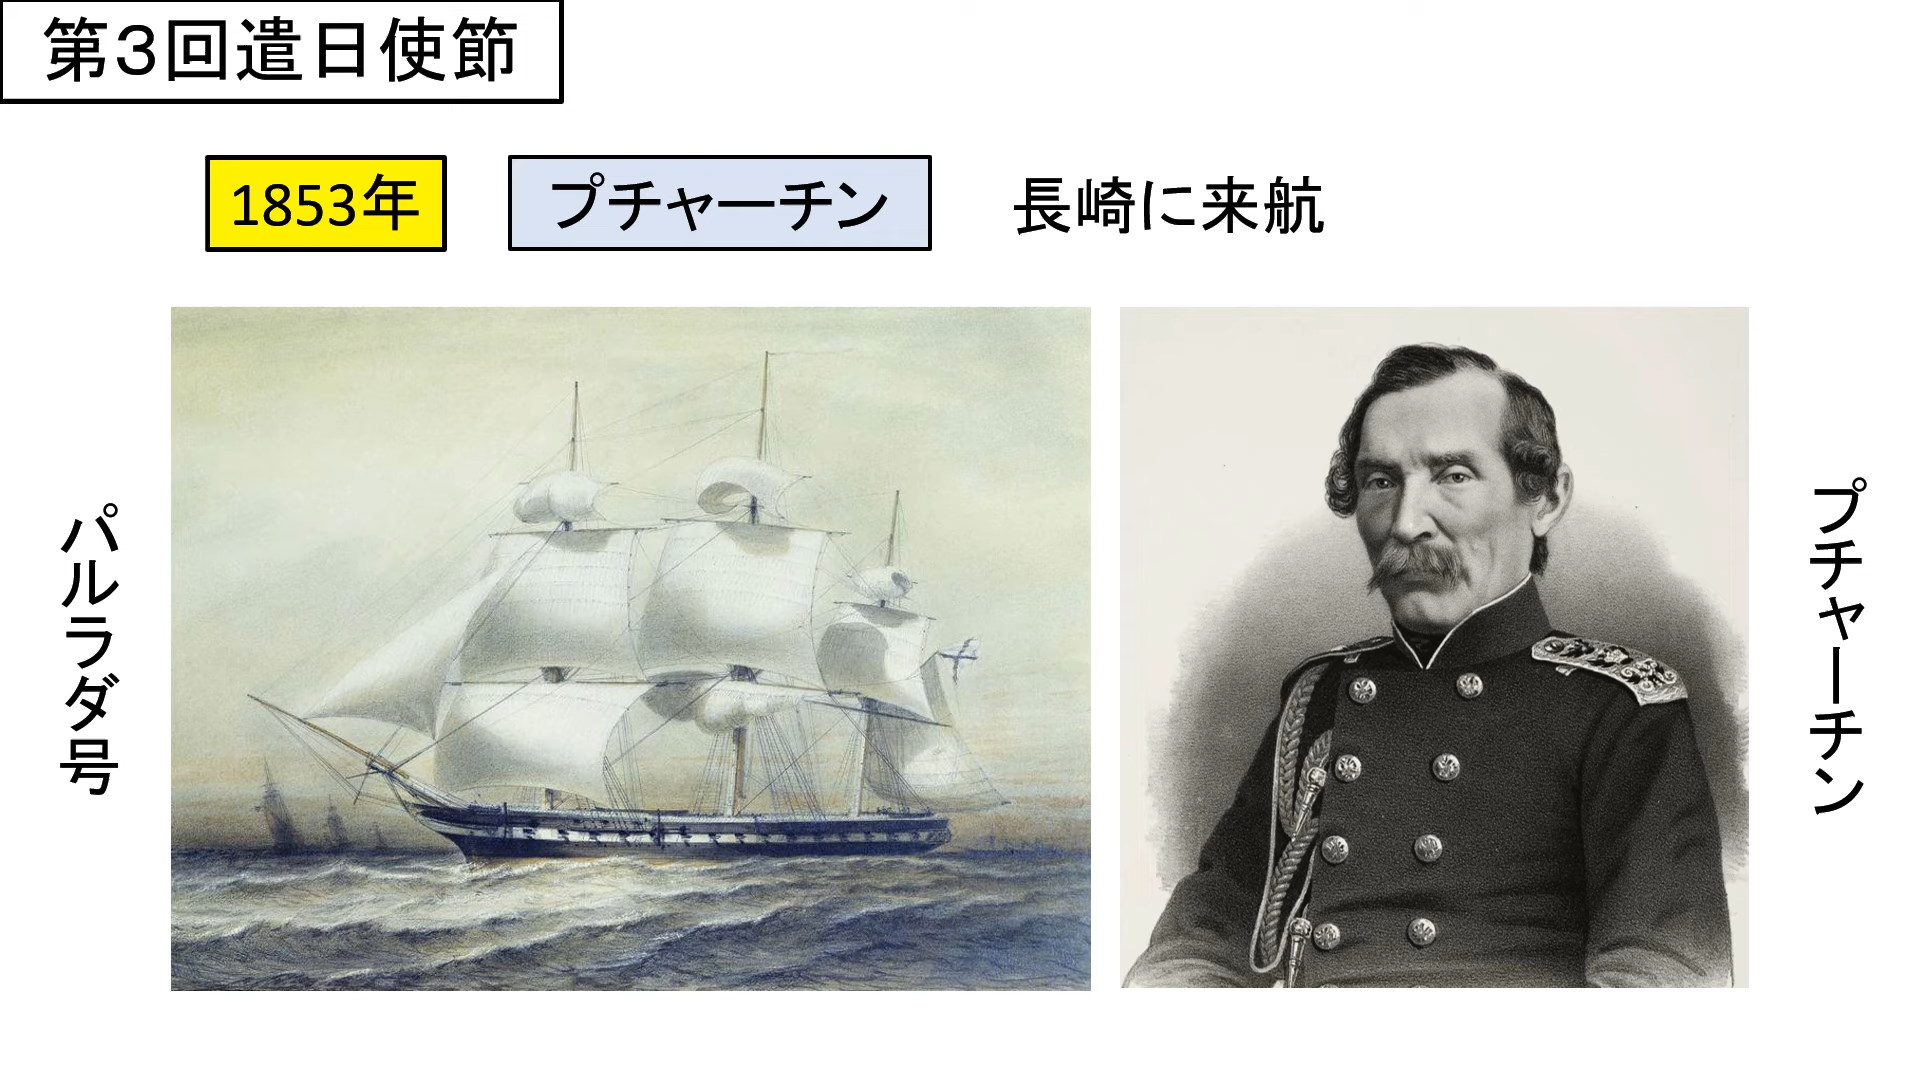 第３回遣日使節
1853年
プチャーチン
長崎に来航
パルラダ号
プチャーチン